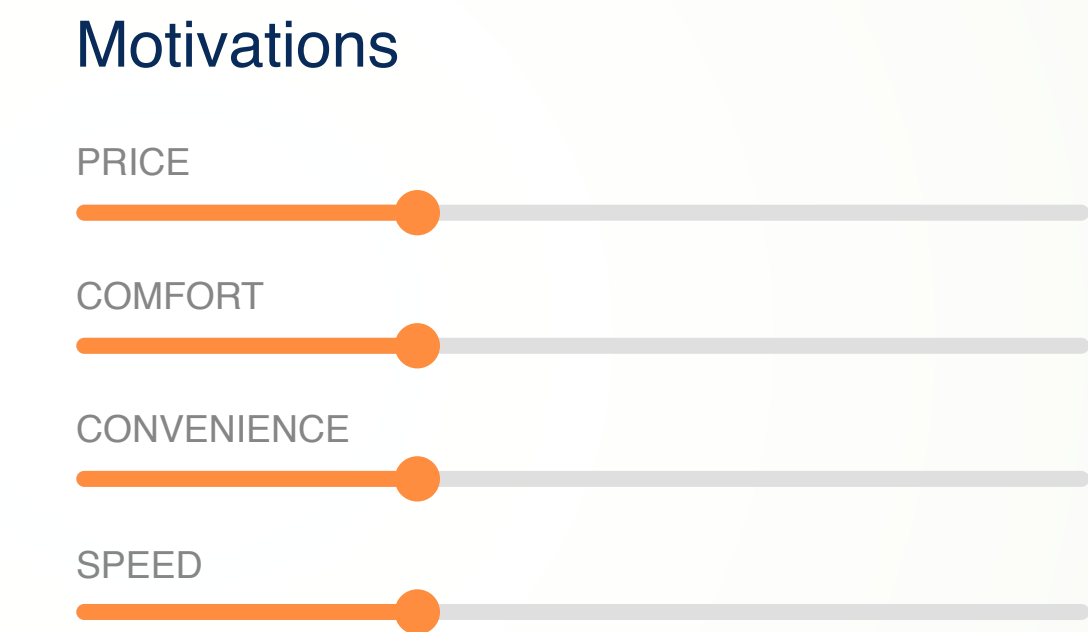 Motivations
PRICE
COMFORT
CONVENIENCE
SPEED